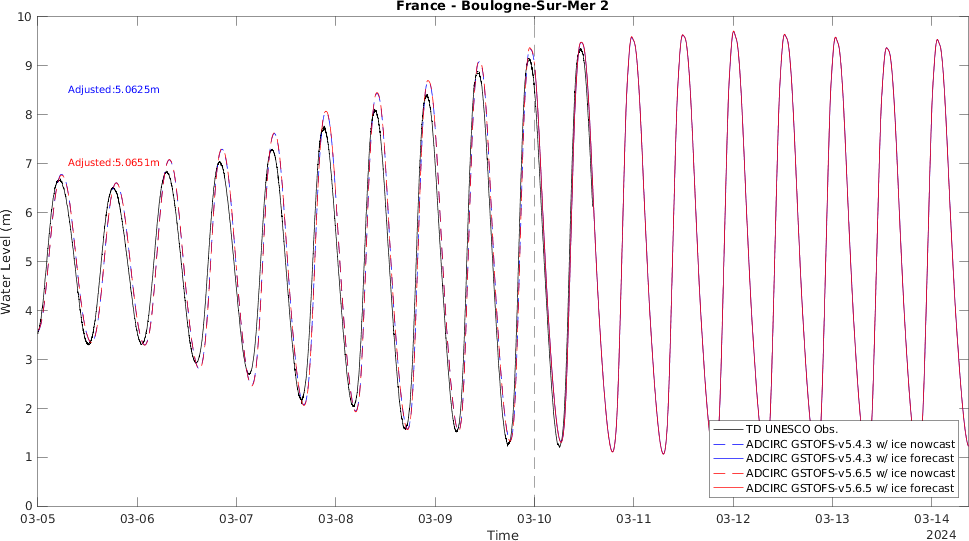 France - Boulogne-Sur-Mer 2
10
9
8
7
6
5
4
3
2
1
0
Water Level (m)
Adjusted:5.0625m
Adjusted:5.0651m
TD UNESCO Obs.
ADCIRC GSTOFS-v5.4.3 w/ ice nowcast
ADCIRC GSTOFS-v5.4.3 w/ ice forecast
ADCIRC GSTOFS-v5.6.5 w/ ice nowcast
ADCIRC GSTOFS-v5.6.5 w/ ice forecast
03-05 03-06 03-07 03-08 03-09 03-10 03-11 03-12 03-13 03-14
2024
Time